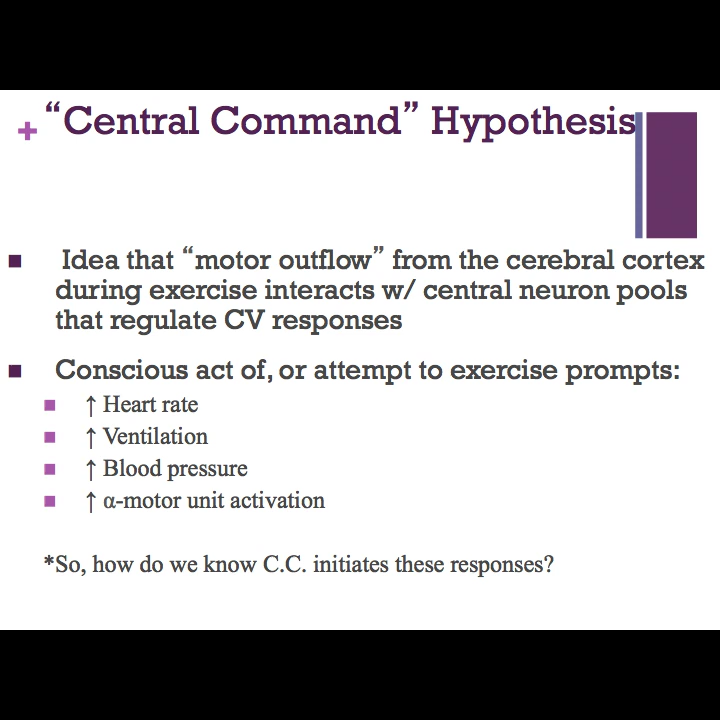 + “Central Command” Hypothesis
Idea that “motor outflow” from the cerebral cortex
during exercise interacts w/ central neuron pools
that regulate CV responses
Conscious act of, or attempt to exercise prompts:
↑ Heart rate
↑ Ventilation
↑ Blood pressure
↑ α-motor unit activation
*So, how do we know C.C. initiates these responses?